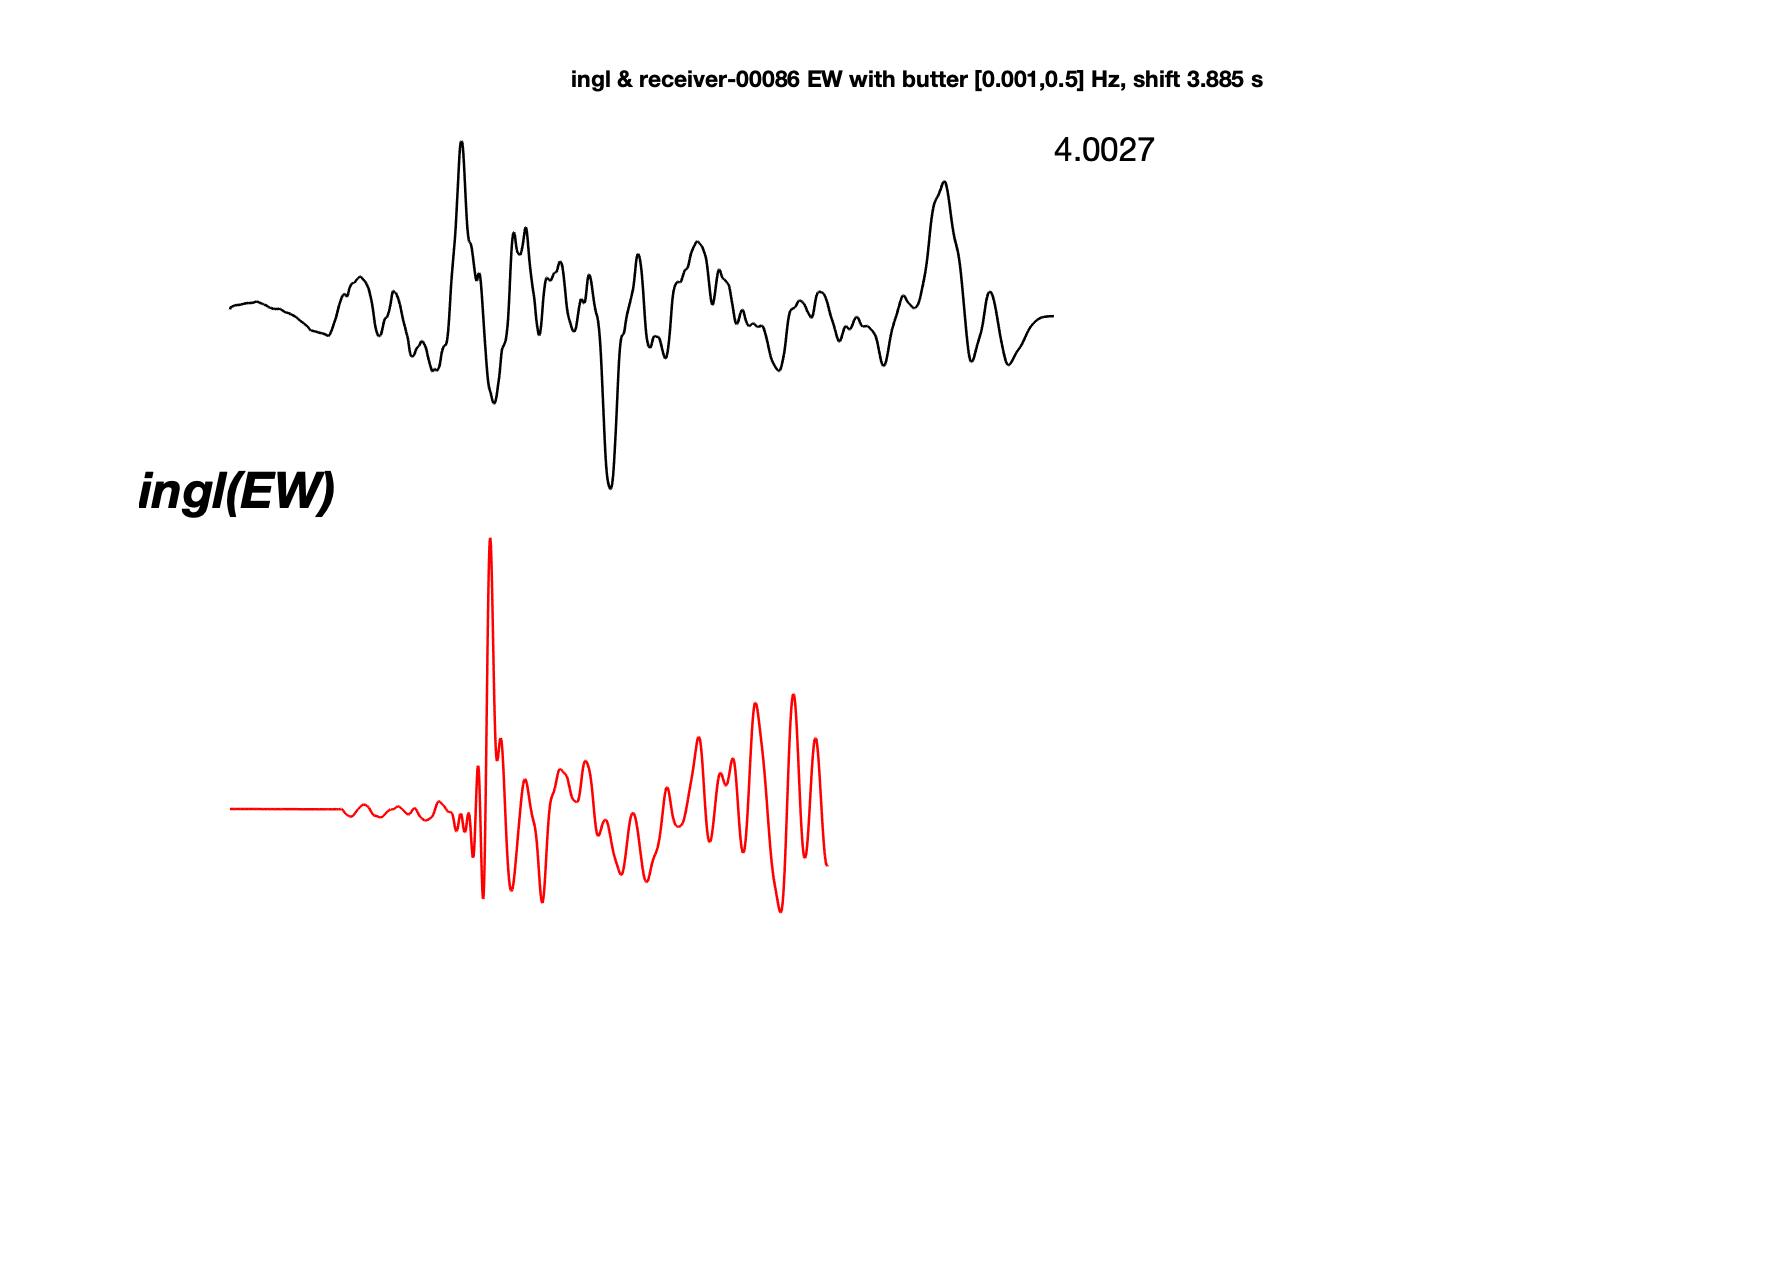 ingl & receiver-00086 EW with butter [0.001,0.5] Hz, shift 3.885 s
4.0027
ingl(EW)